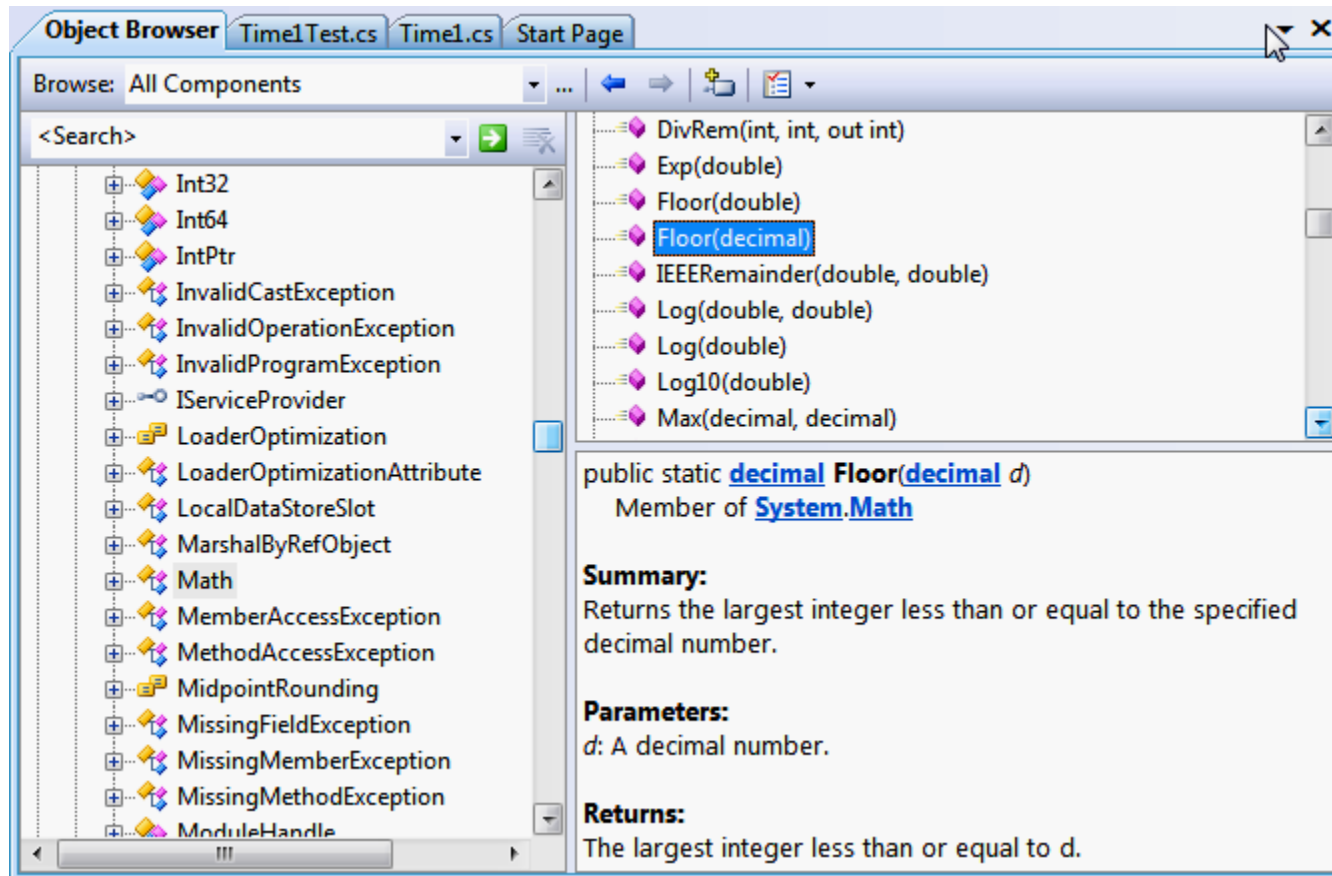 Object Browser Time1Test.cs Time1.cs Start Page
Browse: All Components ...
<Search>
Int32
Int64
IntPtr
InvalidCastException
InvalidOperationException
InvalidProgramException
IServiceProvider
LoaderOptimization
LoaderOptimizationAttribute
LocalDataStoreSlot
MarshalByRefObject
Math
MemberAccessException
MethodAccessException
MidpointRounding
MissingFieldException
MissingMemberException
MissingMethodException
ModuleHandle
DivRem(int, int, out int)
Exp(double)
Floor(double)
Floor(decimal)
IEEERemainder(double, double)
Log(double, double)
Log(double)
Log10(double)
Max(decimal, decimal)
public static decimal Floor(decimal d)
Member of System.Math
Summary:
Returns the largest integer less than or equal to the specified
decimal number.
Parameters:
d: A decimal number.
Returns:
The largest integer less than or equal to d.